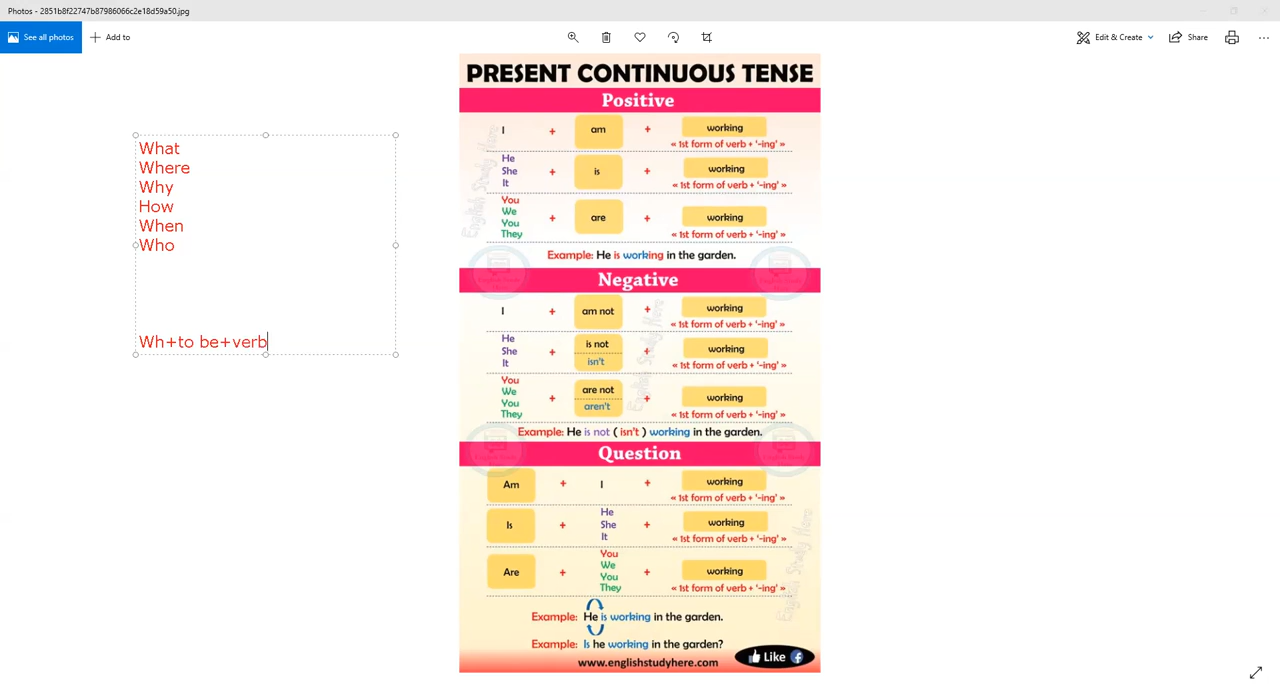 Photos - 2851b8f22747b87986066c2e18d59a50.jpg
See all photos
Add to
Edit & Create
Share
What
Where
Why
How
When
Who
Wh+to be+verb
PRESENT CONTINUOUS TENSE
Positive
I + am + working
« 1st form of verb + '-ing' »
He
She
It
+ is + working
« 1st form of verb + '-ing' »
You
We
You
They
+ are + working
« 1st form of verb + '-ing' »
Example: He is working in the garden.
Negative
I + am not + working
« 1st form of verb + '-ing' »
He
She
It
+ is not + working
isn't
« 1st form of verb + '-ing' »
You
We
You
They
+ are not + working
aren't
« 1st form of verb + '-ing' »
Example: He is not ( isn't ) working in the garden.
Question
Am + I + working
« 1st form of verb + '-ing' »
Is +
He
She
It
+ working
« 1st form of verb + '-ing' »
Are +
You
We
You
They
+ working
« 1st form of verb + '-ing' »
Example: He is working in the garden.
Example: Is he working in the garden?
www.englishstudyhere.com
Like
English Study Here